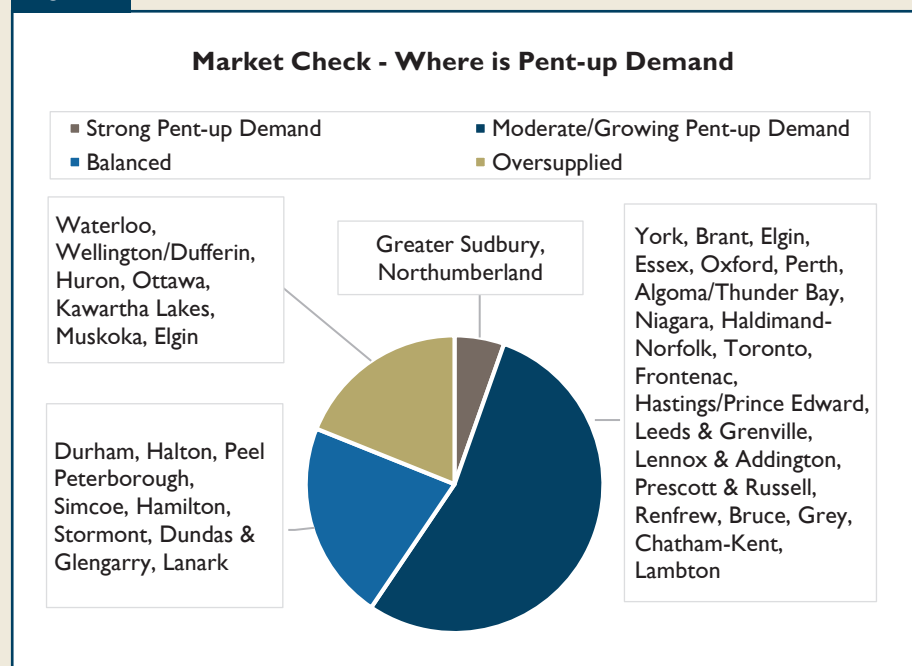 Market Check - Where is Pent-up Demand
Strong Pent-up Demand
Moderate/Growing Pent-up Demand
Balanced
Oversupplied
Waterloo,
Wellington/Dufferin,
Huron, Ottawa,
Kawartha Lakes,
Muskoka, Elgin
Greater Sudbury,
Northumberland
York, Brant, Elgin,
Essex, Oxford, Perth,
Algoma/Thunder Bay,
Niagara, Haldimand-
Norfolk, Toronto,
Frontenac,
Hastings/Prince Edward,
Leeds & Grenville,
Lennox & Addington,
Prescott & Russell,
Renfrew, Bruce, Grey,
Chatham-Kent,
Lambton
Durham, Halton, Peel
Peterborough,
Simcoe, Hamilton,
Stormont, Dundas &
Glengarry, Lanark